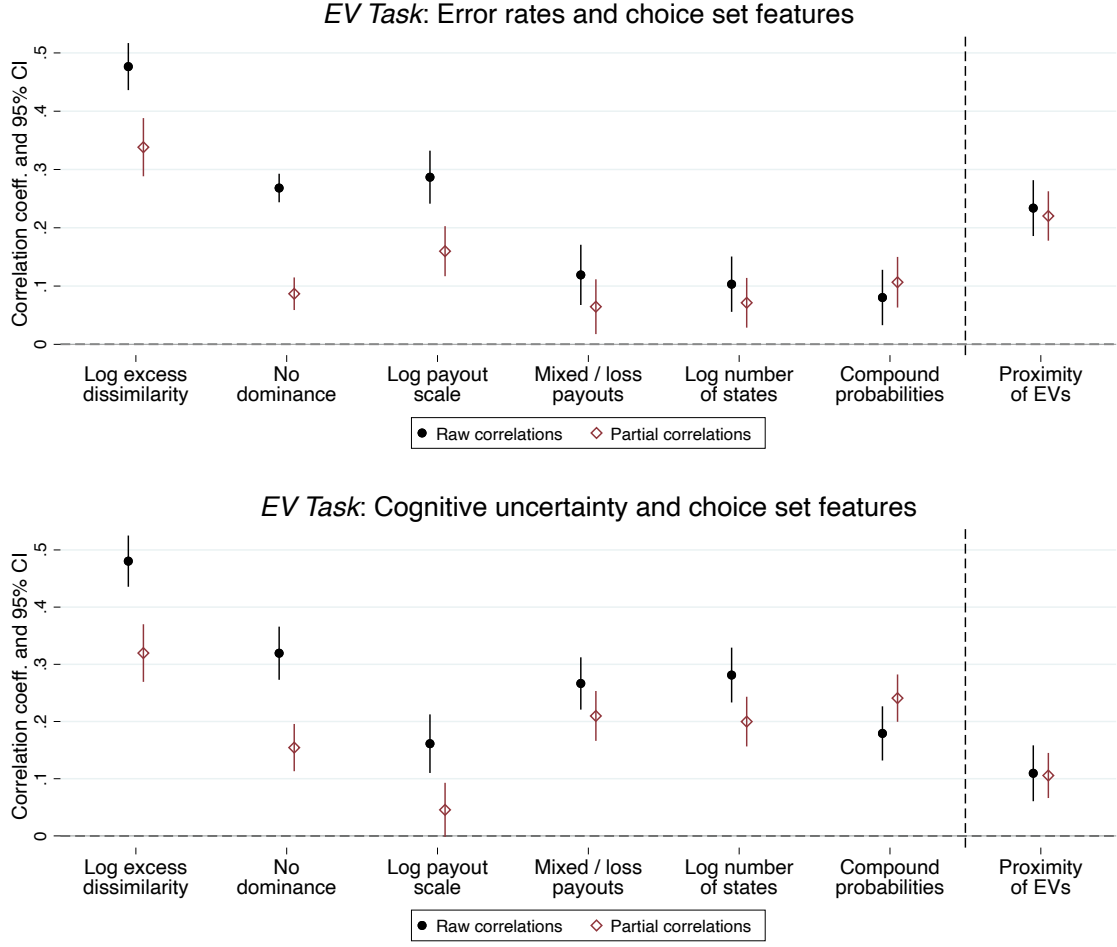 EV Task: Error rates and choice set features
Correlation coeff. and 95% CI
.5
.4
.3
.2
.1
0
Log excess
dissimilarity
No
dominance
Log payout
scale
Mixed / loss
payouts
Log number
of states
Compound
probabilities
Proximity
of EVs
Raw correlations
Partial correlations
EV Task: Cognitive uncertainty and choice set features
Correlation coeff. and 95% CI
.5
.4
.3
.2
.1
0
Log excess
dissimilarity
No
dominance
Log payout
scale
Mixed / loss
payouts
Log number
of states
Compound
probabilities
Proximity
of EVs
Raw correlations
Partial correlations